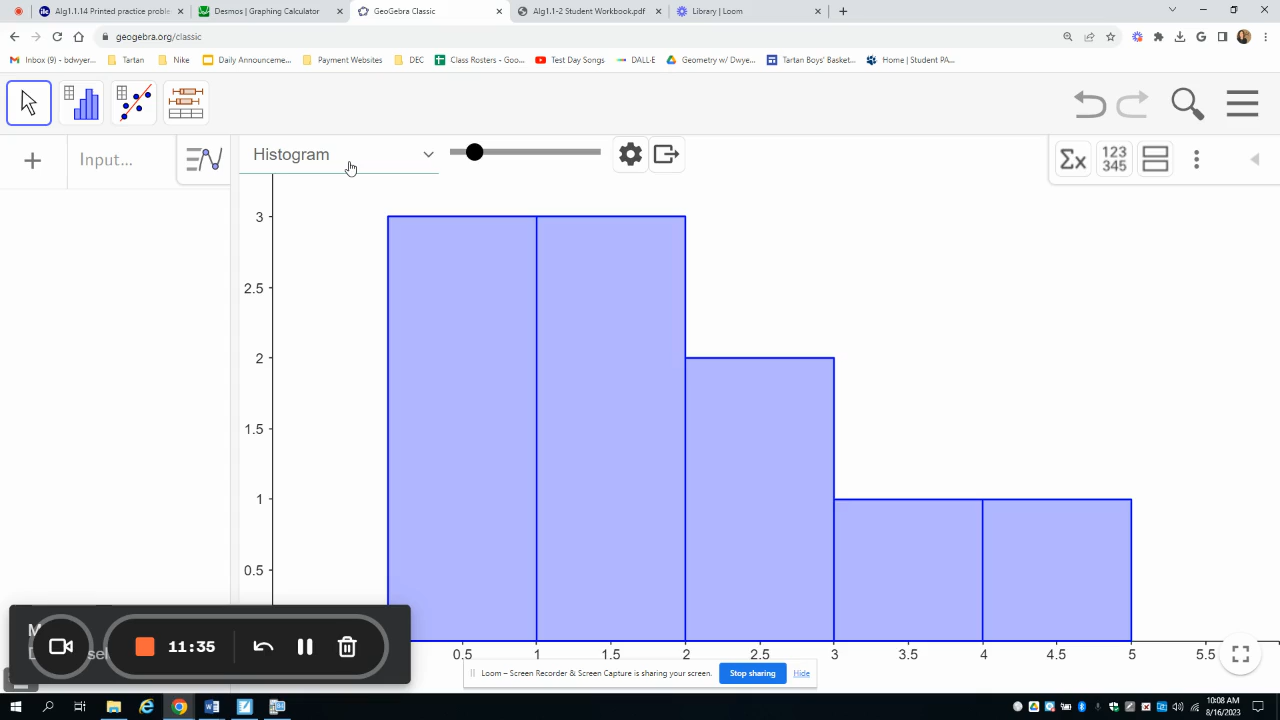 Alg1.1.14 Printed practice proble
Desmos | Graphing Calculator
GeoGebra Classic
Alg1.1-2 Student Workbook.pdf
Library | Loom
geogebra.org/classic
Inbox (9) - bdwyer...
Tartan
Nike
Daily Announceme...
Payment Websites
DEC
Class Rosters - Goo...
Test Day Songs
DALL·E
Geometry w/ Dwye...
Tartan Boys' Basket...
Home | Student PA...
Input...
Histogram
Σx
123
345
3
2.5
2
1.5
1
0.5
0.5 1 1.5 2 2.5 3 3.5 4 4.5 5 5.5
11:35
Loom – Screen Recorder & Screen Capture is sharing your screen.
Stop sharing
Hide
10:08 AM
8/16/2023